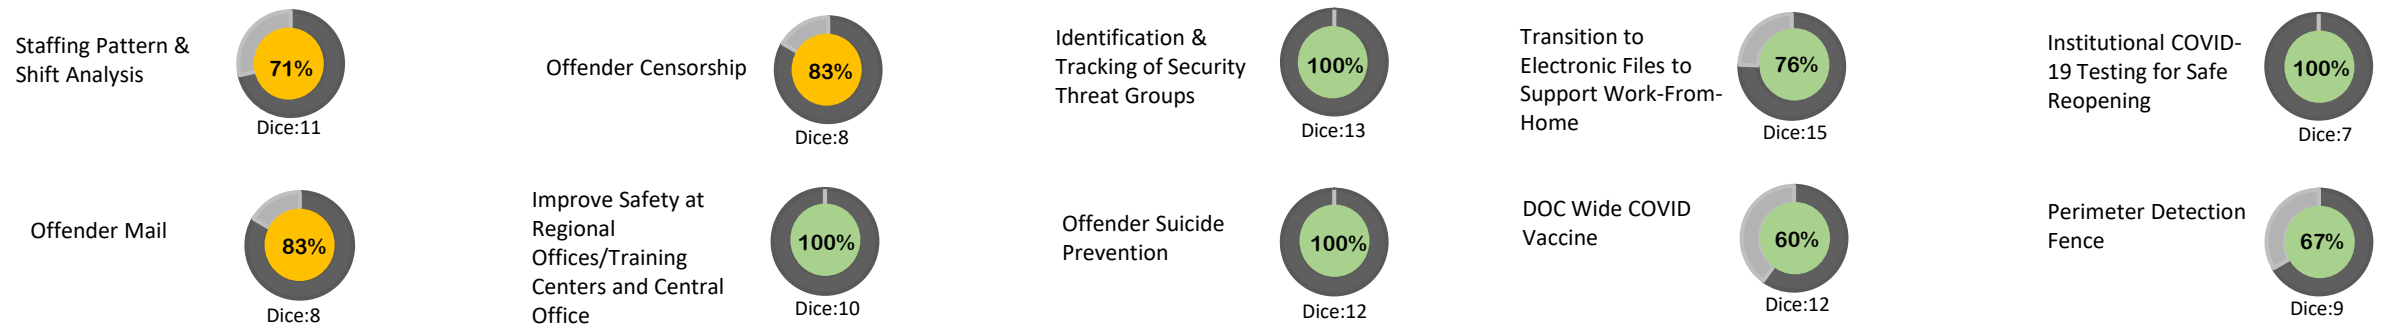 Staffing Pattern &
Shift Analysis
71%
Dice:11
Offender Censorship
83%
Dice:8
Identification &
Tracking of Security
Threat Groups
100%
Dice:13
Transition to
Electronic Files to
Support Work-From-
Home
76%
Dice:15
Institutional COVID-
19 Testing for Safe
Reopening
100%
Dice:7
Offender Mail
83%
Dice:8
Improve Safety at
Regional
Offices/Training
Centers and Central
Office
100%
Dice:10
Offender Suicide
Prevention
100%
Dice:12
DOC Wide COVID
Vaccine
60%
Dice:12
Perimeter Detection
Fence
67%
Dice:9